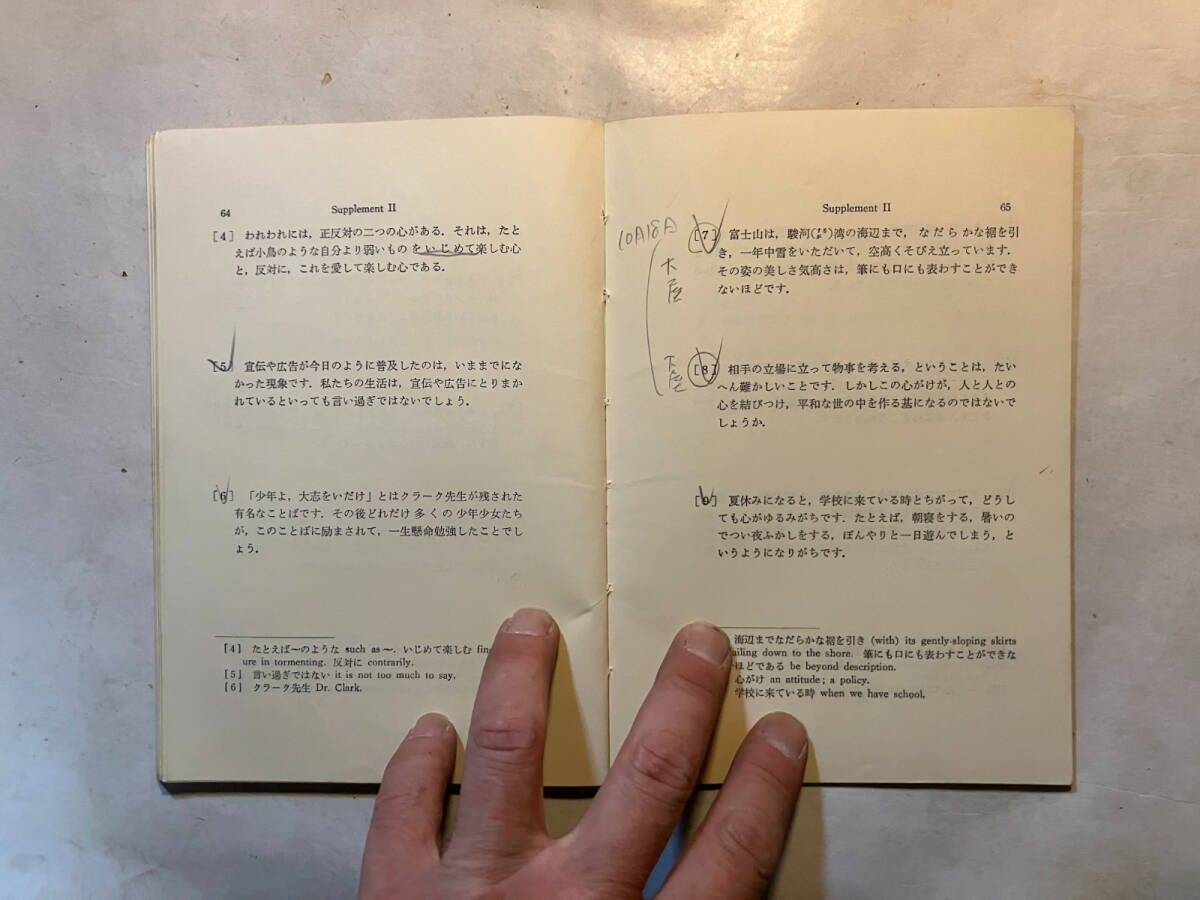 64
Supplement II
[4] われわれには，正反対の二つの心がある．それは，たと
えば小鳥のような自分より弱いものをいじめて楽しむ心
と，反対に，これを愛して楽しむ心である．
[5] 宣伝や広告が今日のように普及したのは，いままでにな
かった現象です．私たちの生活は，宣伝や広告にとりまか
れているといっても言い過ぎではないでしょう．
[6] 「少年よ，大志をいだけ」とはクラーク先生が残された
有名なことばです．その後どれだけ多くの少年少女たち
が，このことばに励まされて，一生懸命勉強したことでし
ょう．
[4] たとえば〜のような such as〜. いじめて楽しむ
ure in tormenting. 反対に contrarily.
[5] 言い過ぎではない it is not too much to say.
[6] クラーク先生 Dr. Clark.
Supplement II
65
10月18日
[7] 富士山は，駿河湾の海辺まで，なだらかな裾を引
き，一年中雪をいただいて，空高くそびえ立っています．
その姿の美しさ気高さは，筆にも口にも表わすことができ
ないほどです．
[8] 相手の立場に立って物事を考える，ということは，たい
へん難かしいことです．しかしこの心がけが，人と人との
心を結びつけ，平和な世の中を作る基になるのではないで
しょうか．
[9] 夏休みになると，学校に来ている時とちがって，どうし
ても心がゆるみがちです．たとえば，朝寝をする，暑いの
でつい夜ふかしをする，ぼんやりと一日遊んでしまう，と
いうようになりがちです．
海辺までなだらかな裾を引き (with) its gently-sloping skirts
ailing down to the shore. 筆にも口にも表わすことができな
ほどである be beyond description.
心がけ an attitude; a policy.
学校に来ている時 when we have school.